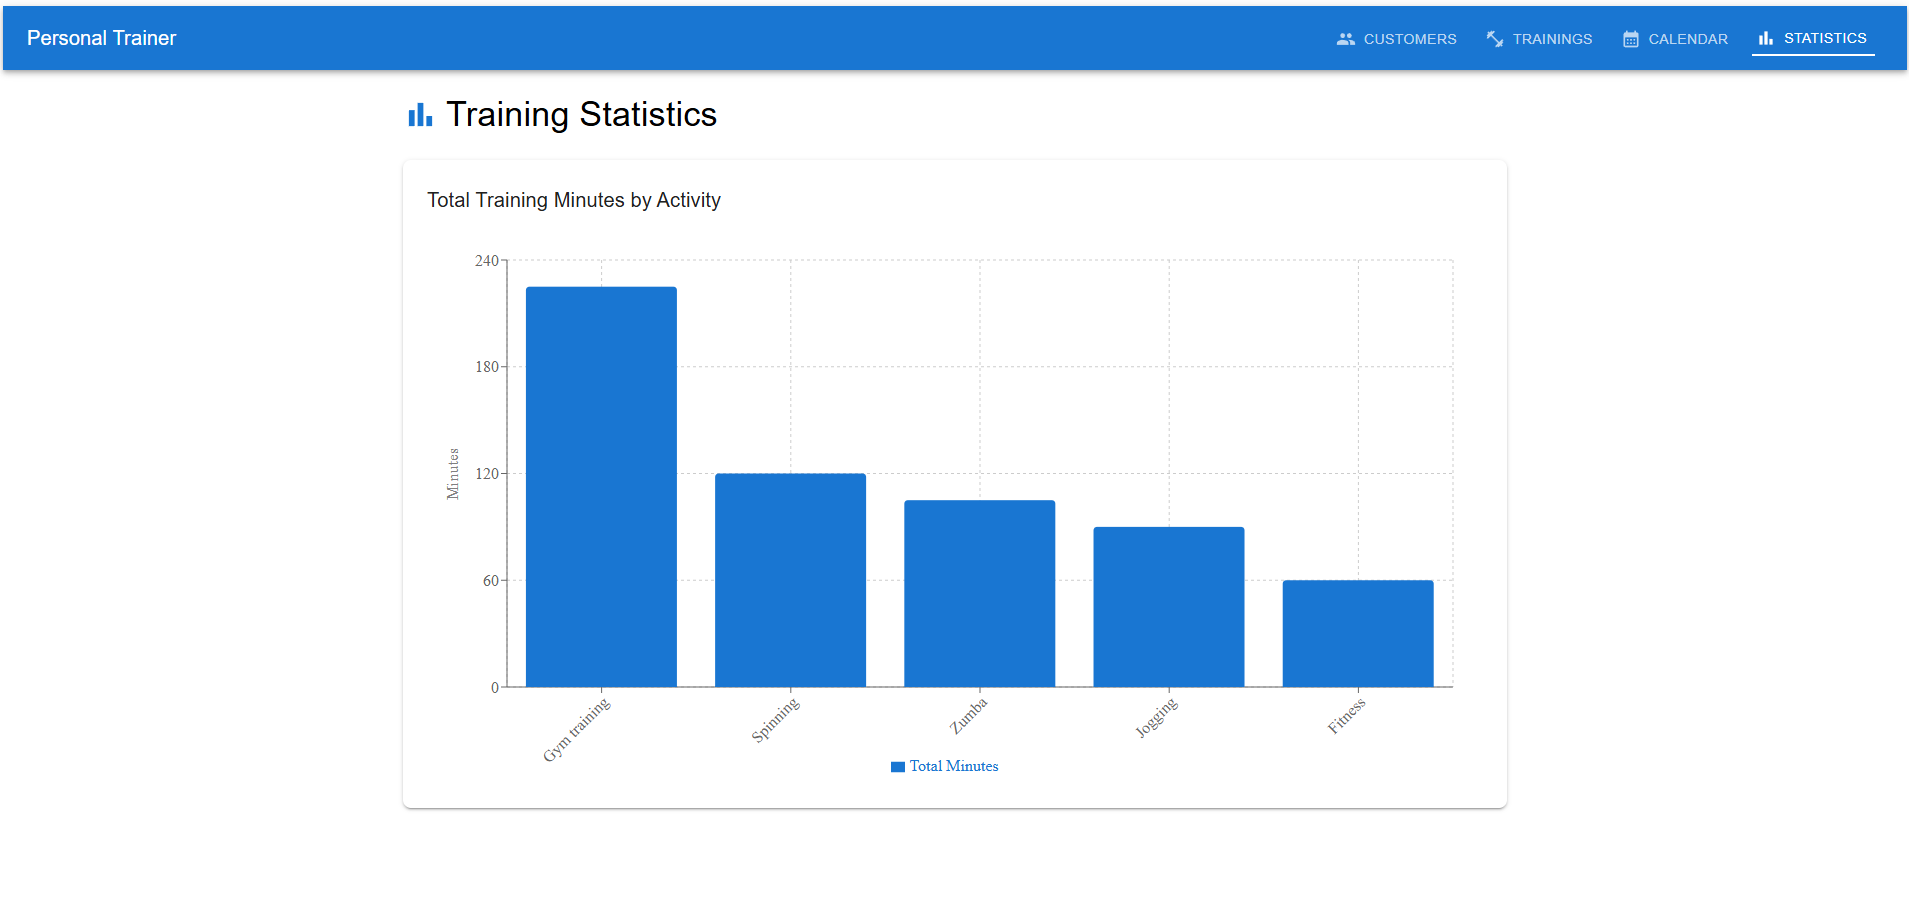 Personal Trainer
CUSTOMERS
TRAININGS
CALENDAR
STATISTICS
Training Statistics
Total Training Minutes by Activity
240
180
120
60
0
Minutes
Gym training
Spinning
Zumba
Jogging
Fitness
Total Minutes